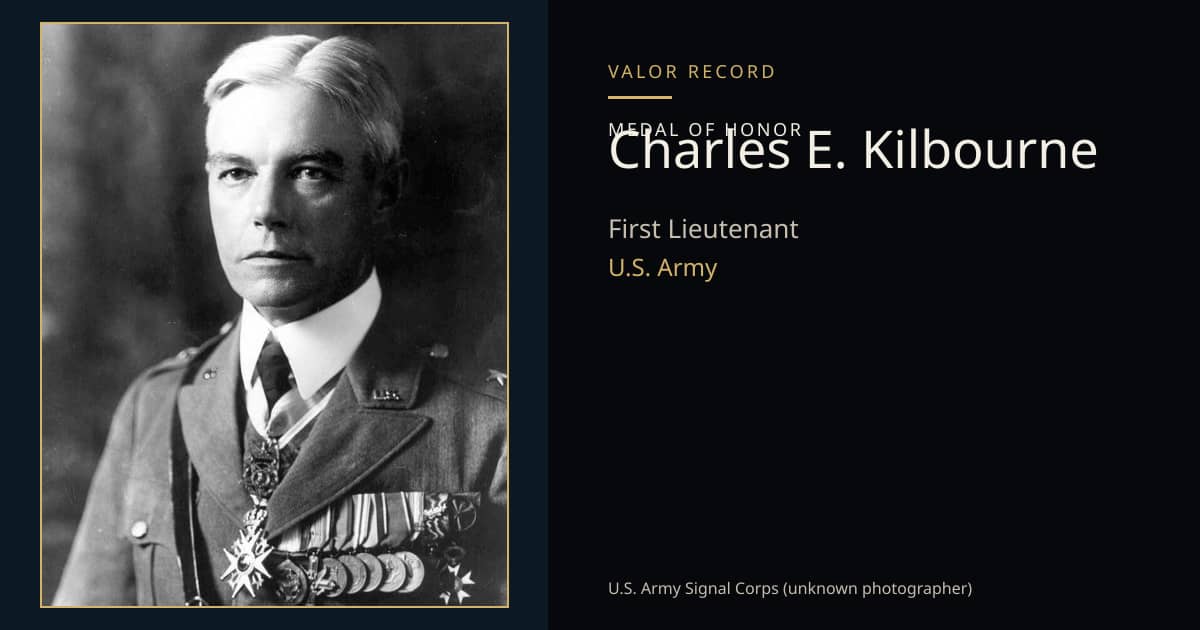 VALOR RECORD
MEDAL OF HONOR
Charles E. Kilbourne
First Lieutenant
U.S. Army
U.S. Army Signal Corps (unknown photographer)